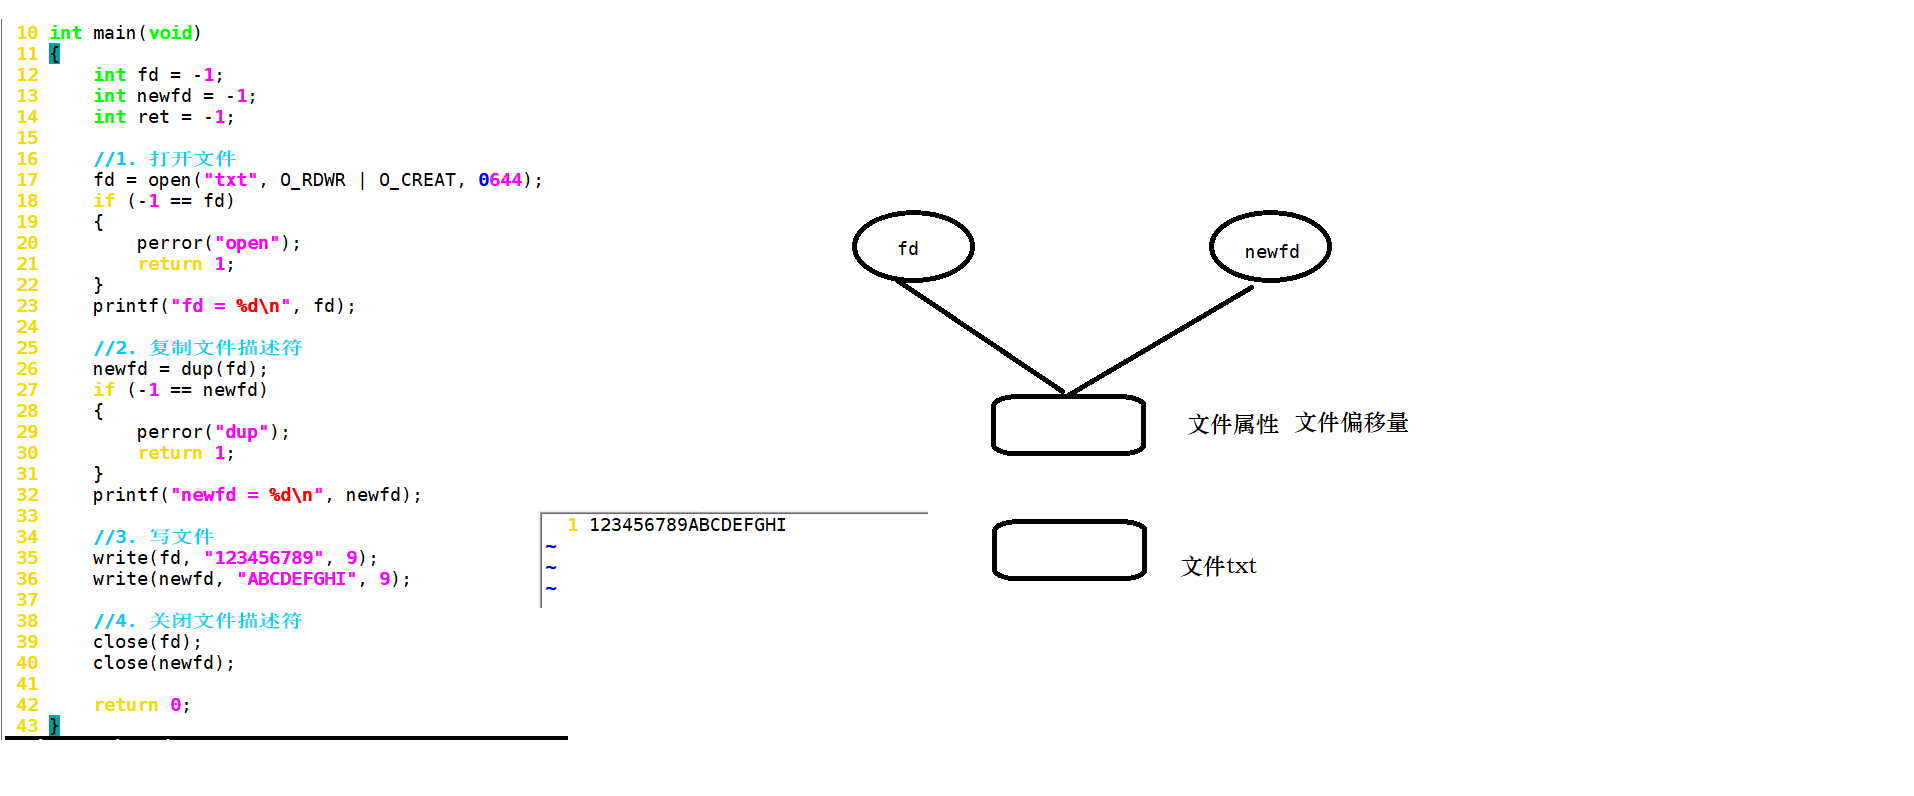 10 int main(void)
11 {
12     int fd = -1;
13     int newfd = -1;
14     int ret = -1;
15
16     //1. 打开文件
17     fd = open("txt", O_RDWR | O_CREAT, 0644);
18     if (-1 == fd)
19     {
20         perror("open");
21         return 1;
22     }
23     printf("fd = %d\n", fd);
24
25     //2. 复制文件描述符
26     newfd = dup(fd);
27     if (-1 == newfd)
28     {
29         perror("dup");
30         return 1;
31     }
32     printf("newfd = %d\n", newfd);
33
34     //3. 写文件
35     write(fd, "123456789", 9);
36     write(newfd, "ABCDEFGHI", 9);
37
38     //4. 关闭文件描述符
39     close(fd);
40     close(newfd);
41
42     return 0;
43 }
1 123456789ABCDEFGHI
~
~
~
fd
newfd
文件属性 文件偏移量
文件txt